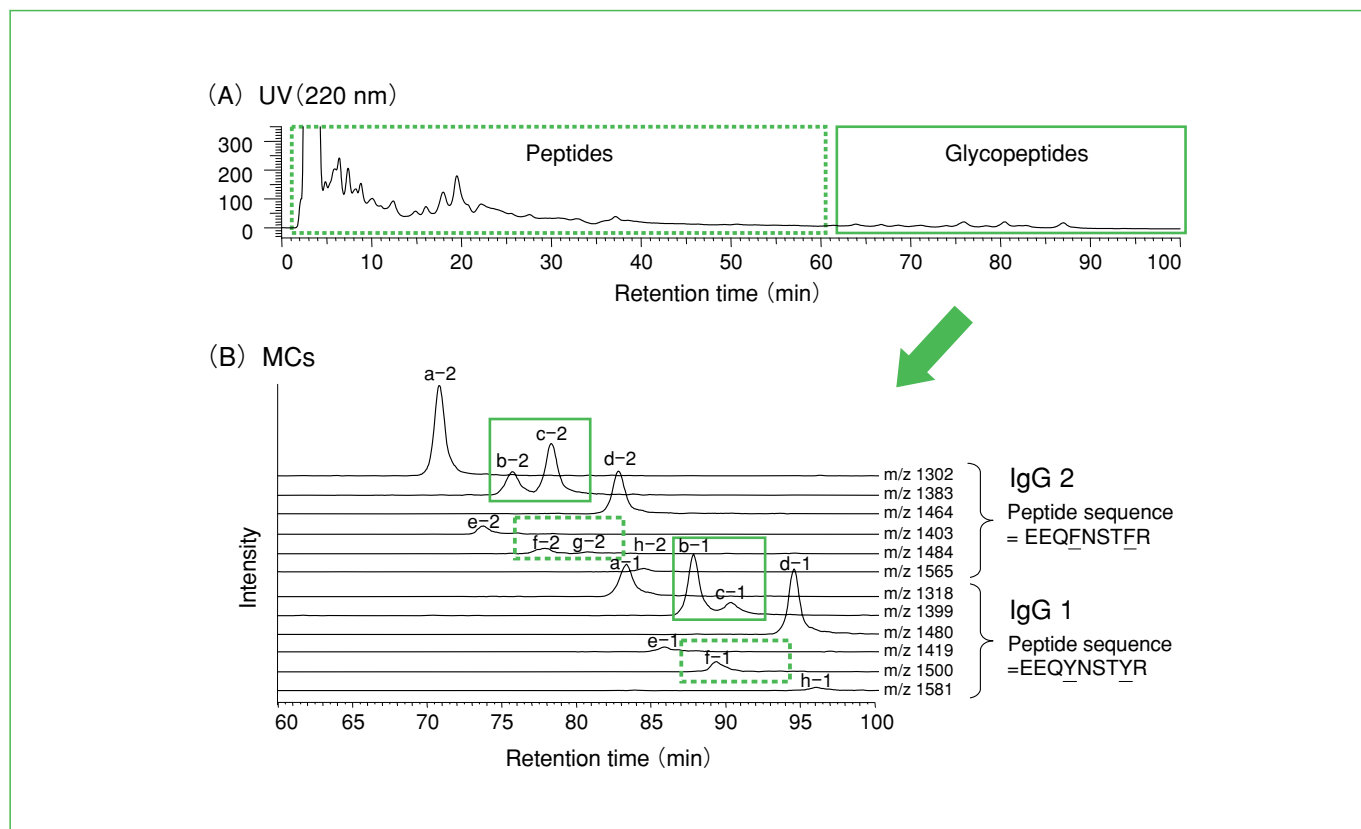 (A) UV(220 nm)
300
200
100
0
Peptides
Glycopeptides
0 10 20 30 40 50 60 70 80 90 100
Retention time (min)
(B) MCs
Intensity
a-2
b-2
c-2
d-2
e-2
f-2
g-2
h-2
a-1
b-1
c-1
d-1
e-1
f-1
h-1
m/z 1302
m/z 1383
m/z 1464
m/z 1403
m/z 1484
m/z 1565
m/z 1318
m/z 1399
m/z 1480
m/z 1419
m/z 1500
m/z 1581
IgG 2
Peptide sequence
= EEQFNSTFR
IgG 1
Peptide sequence
=EEQYNSTYR
60 65 70 75 80 85 90 95 100
Retention time (min)